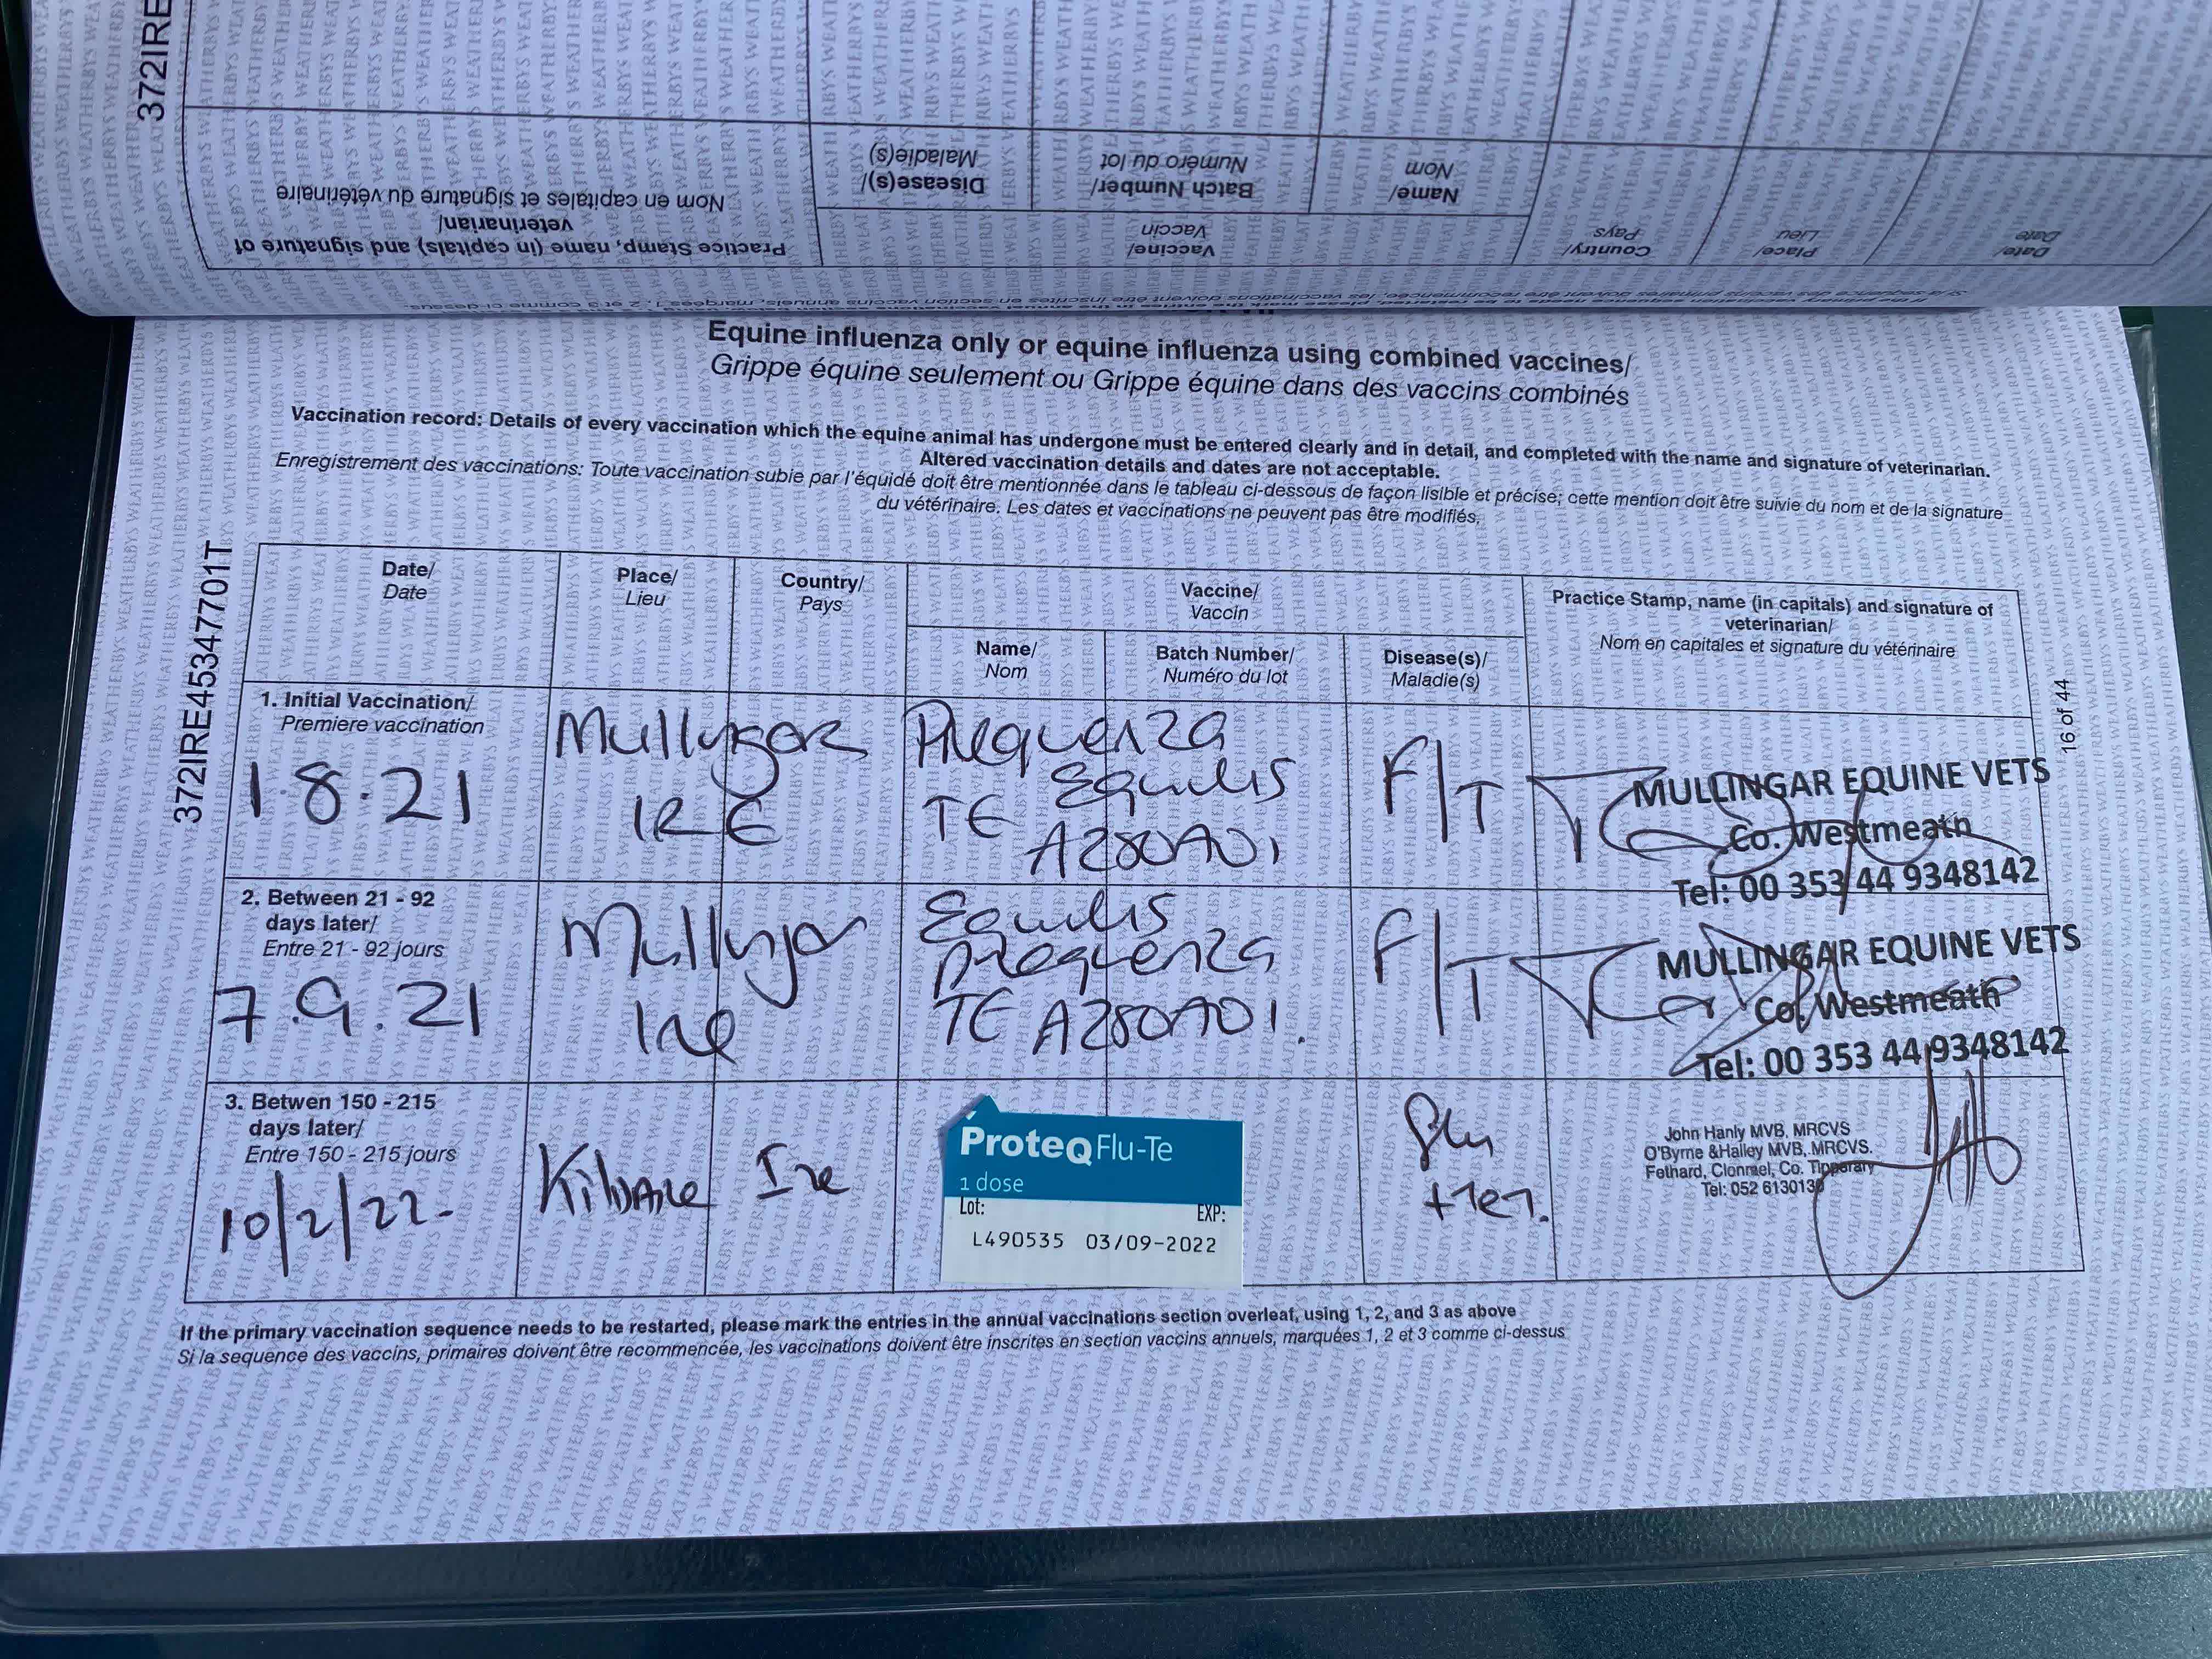 372IRE
Practice Stamp, name (in capitals) and signature of
veterinarian/
Nom en capitales et signature du vétérinaire
Disease(s)/
Maladie(s)
Vaccine/
Vaccin
Batch Number/
Numéro du lot
Name/
Nom
Country/
Pays
Place/
Lieu
Date/
Date
Equine influenza only or equine influenza using combined vaccines/
Grippe équine seulement ou Grippe équine dans des vaccins combinés
Vaccination record: Details of every vaccination which the equine animal has undergone must be entered clearly and in detail, and completed with the name and signature of veterinarian.
Altered vaccination details and dates are not acceptable.
Enregistrement des vaccinations: Toute vaccination subie par l'équidé doit être mentionnée dans le tableau ci-dessous de façon lisible et précise; cette mention doit être suivie du nom et de la signature
du vétérinaire. Les dates et vaccinations ne peuvent pas être modifiés.
372IRE45347701T
Date/
Date
Place/
Lieu
Country/
Pays
Vaccine/
Vaccin
Name/
Nom
Batch Number/
Numéro du lot
Disease(s)/
Maladie(s)
Practice Stamp, name (in capitals) and signature of
veterinarian/
Nom en capitales et signature du vétérinaire
1. Initial Vaccination/
Premiere vaccination
1.8.21
Mullingar
IRE
Prequenza
Equilis
TE
A280A01
F/T
MULLINGAR EQUINE VETS
Co. Westmeath
Tel: 00 353 44 9348142
2. Between 21 - 92
days later/
Entre 21 - 92 jours
7.9.21
Mullingar
Ire
Equilis
Prequenza
TE A280A01.
F/T
MULLINGAR EQUINE VETS
Co. Westmeath
Tel: 00 353 44 9348142
3. Betwen 150 - 215
days later/
Entre 150 - 215 jours
10/2/22-
Kildare
Ire
ProteqFlu-Te
1 dose
Lot:
EXP:
L490535 03/09-2022
Flu
+Tet.
John Hanly MVB, MRCVS
O'Byrne &Halley MVB, MRCVS.
Fethard, Clonmel, Co. Tipperary
Tel: 052 6130130
16 of 44
If the primary vaccination sequence needs to be restarted, please mark the entries in the annual vaccinations section overleaf, using 1, 2, and 3 as above
Si la sequence des vaccins, primaires doivent être recommencée, les vaccinations doivent être inscrites en section vaccins annuels, marquées 1, 2 et 3 comme ci-dessus